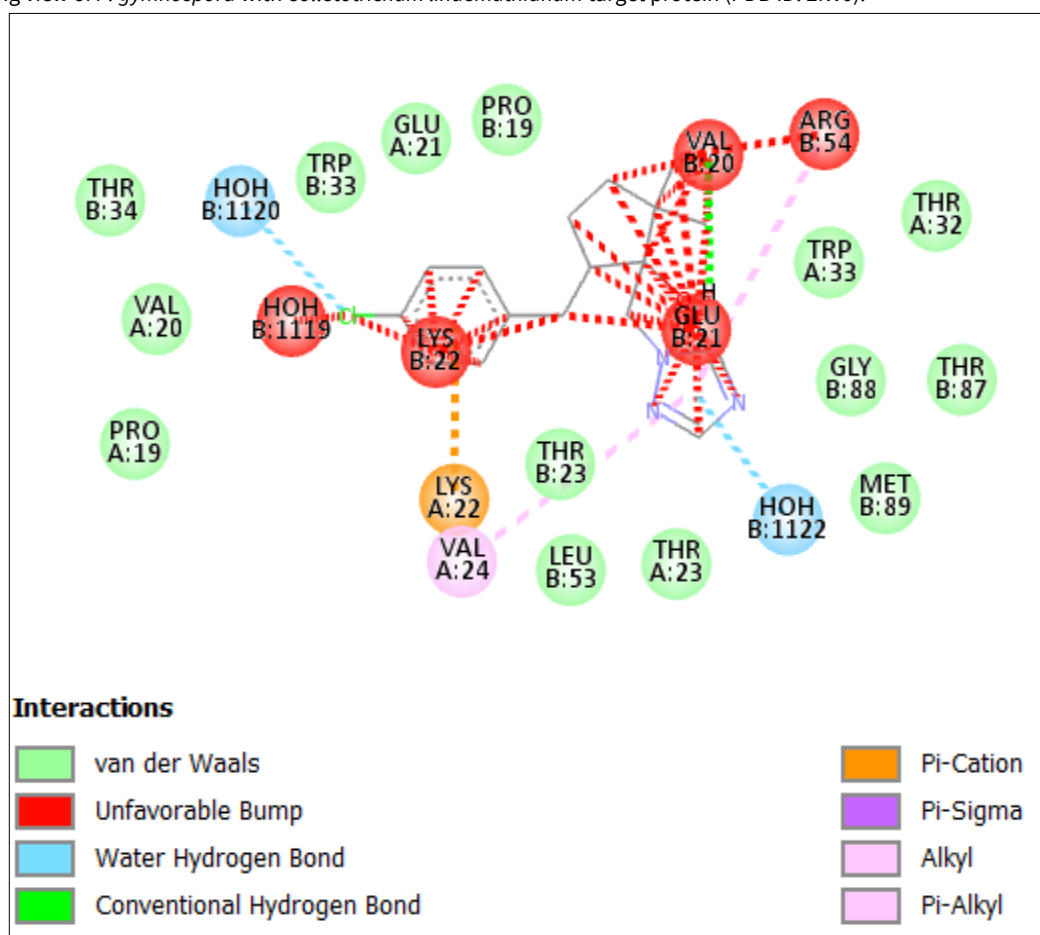 PRO
B:19
GLU
A:21
VAL
B:20
ARG
B:54
TRP
B:33
THR
B:34
HOH
B:1120
THR
A:32
TRP
A:33
VAL
A:20
HOH
B:1119
Cl
LYS
B:22
H
GLU
B:21
N
N
N
GLY
B:88
THR
B:87
PRO
A:19
THR
B:23
LYS
A:22
MET
B:89
HOH
B:1122
VAL
A:24
LEU
B:53
THR
A:23
Interactions
van der Waals
Unfavorable Bump
Water Hydrogen Bond
Conventional Hydrogen Bond
Pi-Cation
Pi-Sigma
Alkyl
Pi-Alkyl